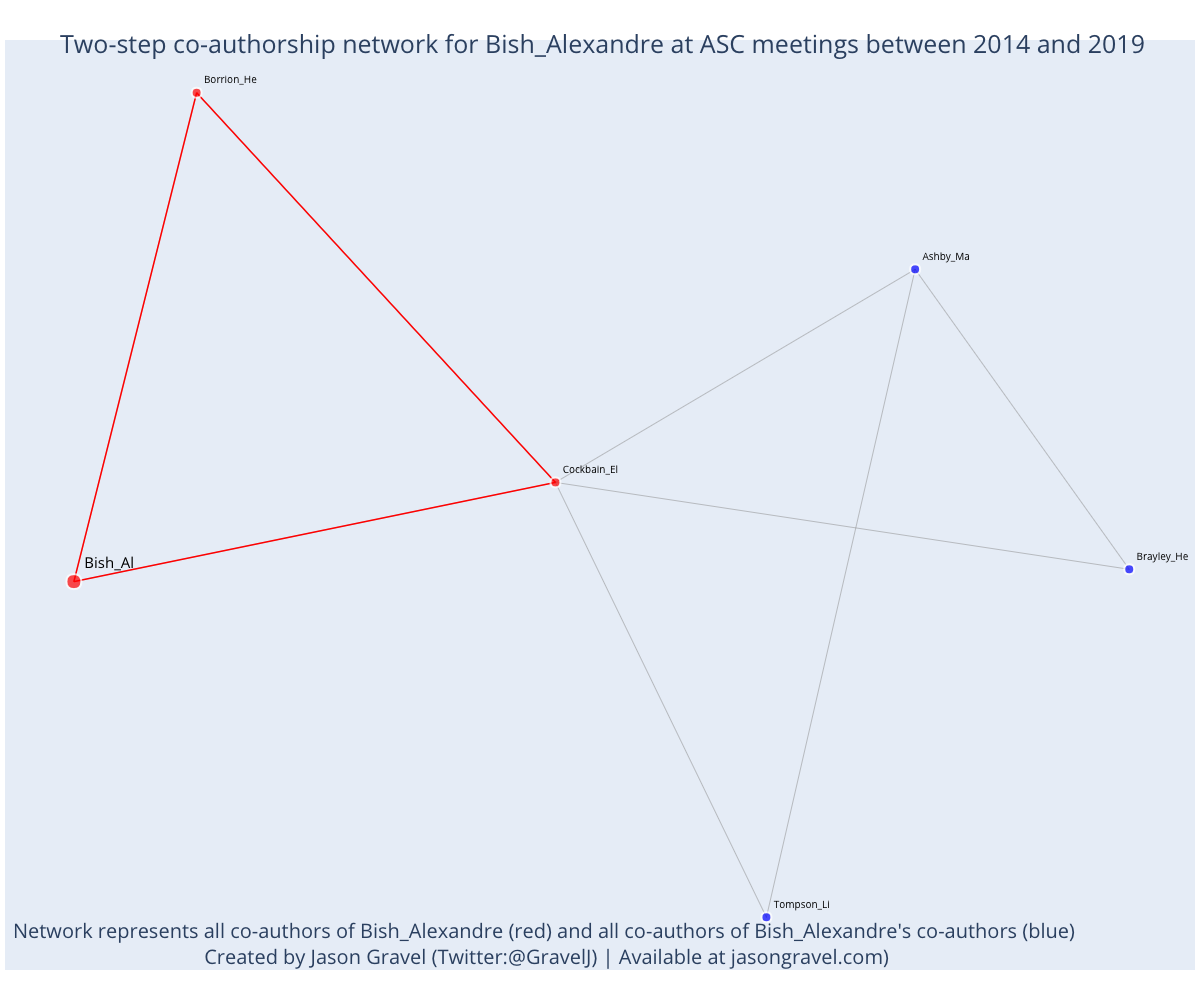 Two-step co-authorship network for Bish_Alexandre at ASC meetings between 2014 and 2019
Borrion_He
Ashby_Ma
Cockbain_El
Brayley_He
Bish_Al
Tompson_Li
Network represents all co-authors of Bish_Alexandre (red) and all co-authors of Bish_Alexandre's co-authors (blue)
Created by Jason Gravel (Twitter:@GravelJ) | Available at jasongravel.com)